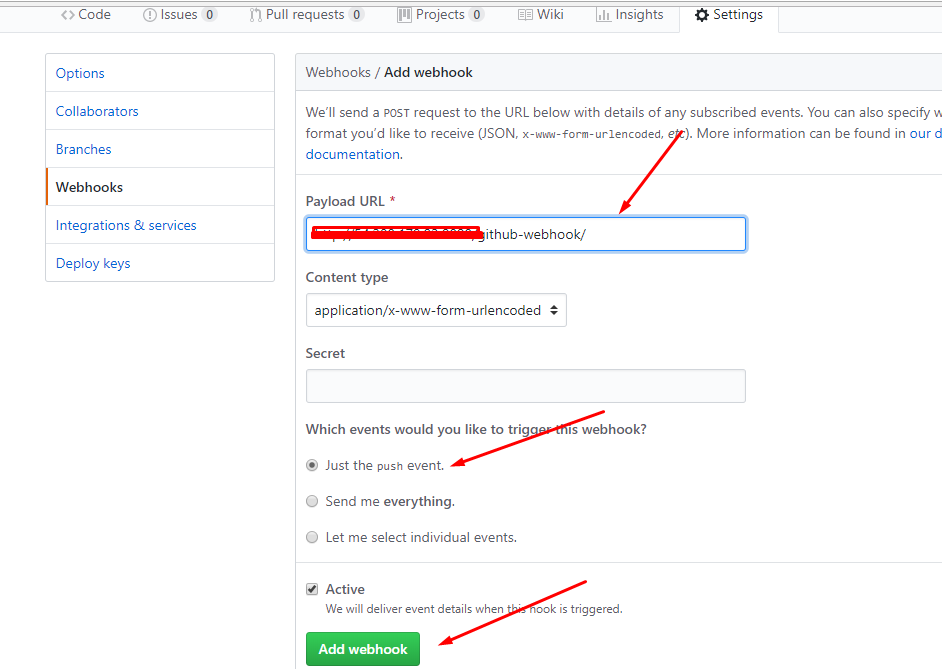 Code Issues 0 Pull requests 0 Projects 0 Wiki Insights Settings
Options
Collaborators
Branches
Webhooks
Integrations & services
Deploy keys
Webhooks / Add webhook
We'll send a POST request to the URL below with details of any subscribed events. You can also specify w
format you'd like to receive (JSON, x-www-form-urlencoded, etc). More information can be found in our d
documentation.
Payload URL *
github-webhook/
Content type
application/x-www-form-urlencoded
Secret
Which events would you like to trigger this webhook?
Just the push event.
Send me everything.
Let me select individual events.
Active
We will deliver event details when this hook is triggered.
Add webhook